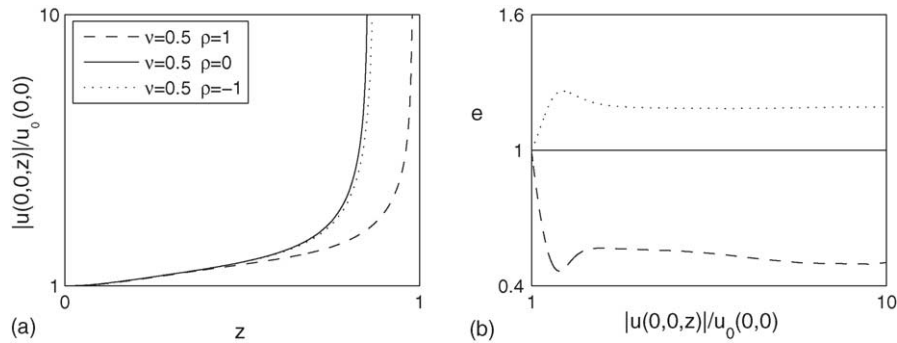 10
ν=0.5 ρ=1
ν=0.5 ρ=0
ν=0.5 ρ=−1
|u(0,0,z)|/u₀(0,0)
1
0
1
z
(a)
1.6
e
1
0.4
1
10
|u(0,0,z)|/u₀(0,0)
(b)